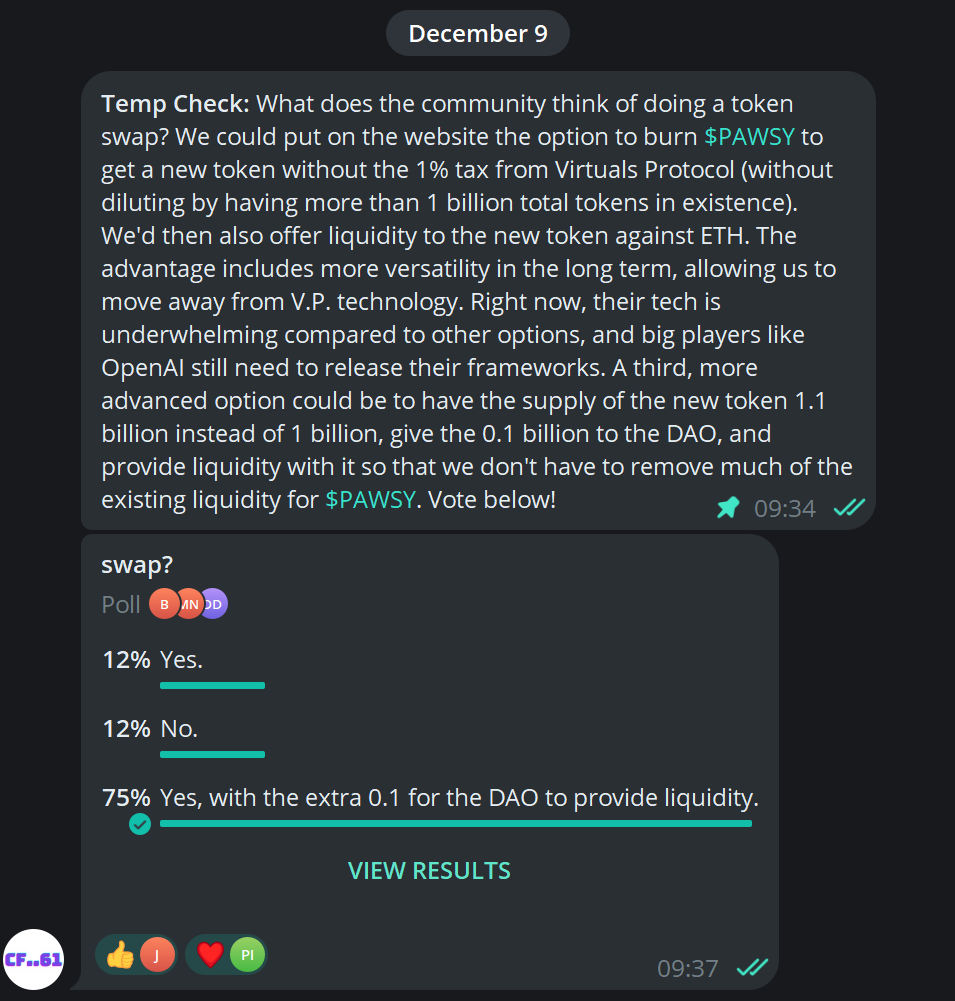 December 9
Temp Check: What does the community think of doing a token
swap? We could put on the website the option to burn $PAWSY to
get a new token without the 1% tax from Virtuals Protocol (without
diluting by having more than 1 billion total tokens in existence).
We'd then also offer liquidity to the new token against ETH. The
advantage includes more versatility in the long term, allowing us to
move away from V.P. technology. Right now, their tech is
underwhelming compared to other options, and big players like
OpenAI still need to release their frameworks. A third, more
advanced option could be to have the supply of the new token 1.1
billion instead of 1 billion, give the 0.1 billion to the DAO, and
provide liquidity with it so that we don't have to remove much of the
existing liquidity for $PAWSY. Vote below!
09:34
swap?
Poll B MN DD
12% Yes.
12% No.
75% Yes, with the extra 0.1 for the DAO to provide liquidity.
VIEW RESULTS
J PI
09:37
CF..61